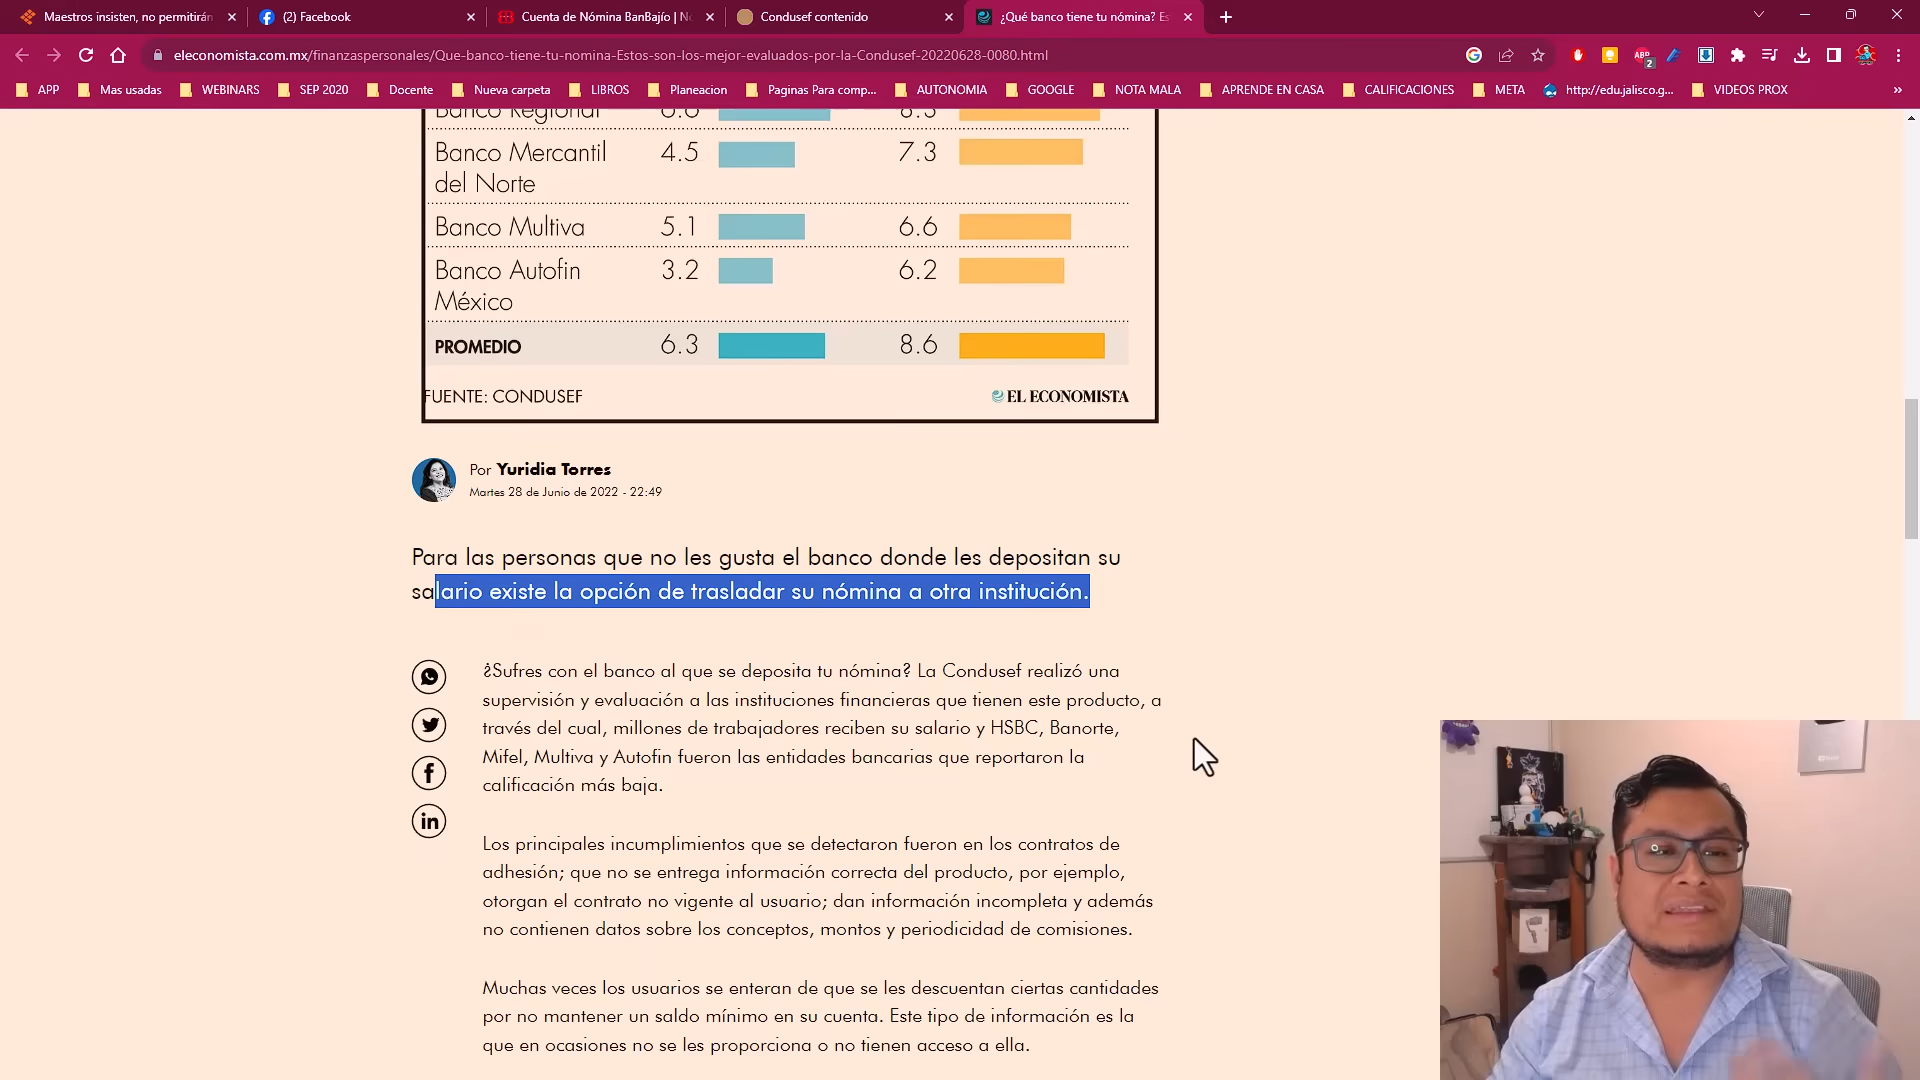 Maestros insisten, no permitirán
(2) Facebook
Cuenta de Nómina BanBajío | N
Condusef contenido
¿Qué banco tiene tu nómina? Es
eleconomista.com.mx/finanzaspersonales/Que-banco-tiene-tu-nomina-Estos-son-los-mejor-evaluados-por-la-Condusef-20220628-0080.html
APP
Mas usadas
WEBINARS
SEP 2020
Docente
Nueva carpeta
LIBROS
Planeacion
Paginas Para comp...
AUTONOMIA
GOOGLE
NOTA MALA
APRENDE EN CASA
CALIFICACIONES
META
http://edu.jalisco.g...
VIDEOS PROX
Banco Regional 6.6 8.3
Banco Mercantil 4.5 7.3
del Norte
Banco Multiva 5.1 6.6
Banco Autofin 3.2 6.2
México
PROMEDIO 6.3 8.6
FUENTE: CONDUSEF
EL ECONOMISTA
Por Yuridia Torres
Martes 28 de Junio de 2022 - 22:49
Para las personas que no les gusta el banco donde les depositan su
salario existe la opción de trasladar su nómina a otra institución.
¿Sufres con el banco al que se deposita tu nómina? La Condusef realizó una
supervisión y evaluación a las instituciones financieras que tienen este producto, a
través del cual, millones de trabajadores reciben su salario y HSBC, Banorte,
Mifel, Multiva y Autofin fueron las entidades bancarias que reportaron la
calificación más baja.
Los principales incumplimientos que se detectaron fueron en los contratos de
adhesión; que no se entrega información correcta del producto, por ejemplo,
otorgan el contrato no vigente al usuario; dan información incompleta y además
no contienen datos sobre los conceptos, montos y periodicidad de comisiones.
Muchas veces los usuarios se enteran de que se les descuentan ciertas cantidades
por no mantener un saldo mínimo en su cuenta. Este tipo de información es la
que en ocasiones no se les proporciona o no tienen acceso a ella.